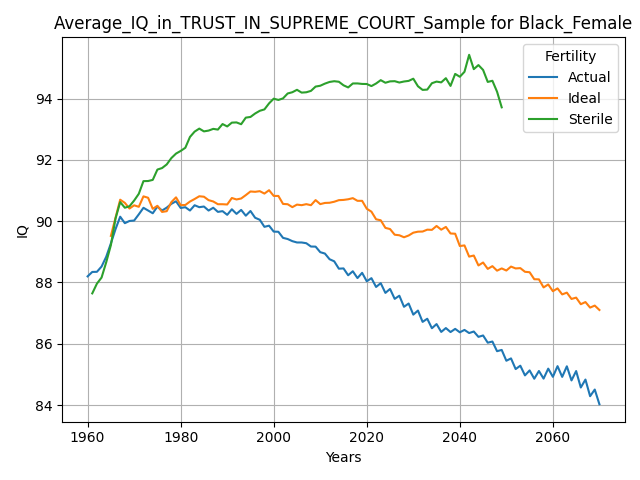 Average_IQ_in_TRUST_IN_SUPREME_COURT_Sample for Black_Female
Fertility
Actual
Ideal
Sterile
IQ
94
92
90
88
86
84
1960
1980
2000
2020
2040
2060
Years